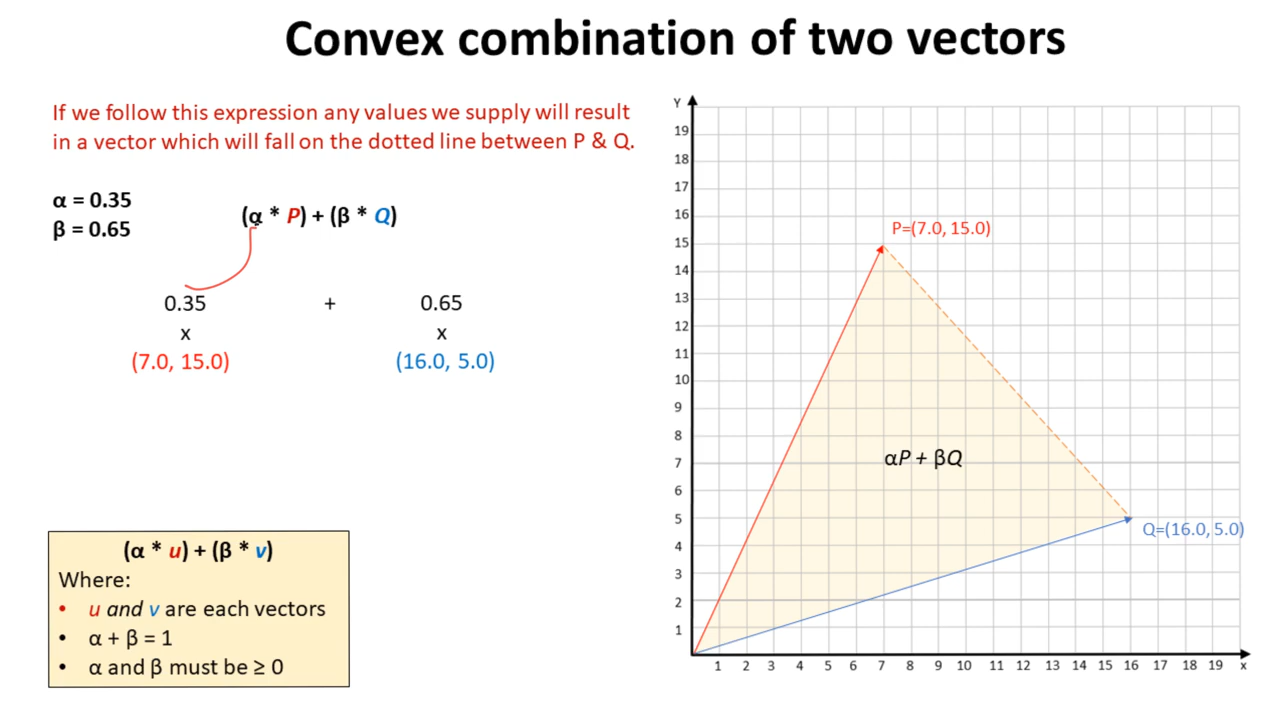 Convex combination of two vectors
If we follow this expression any values we supply will result
in a vector which will fall on the dotted line between P & Q.
α = 0.35
β = 0.65
(α * P) + (β * Q)
0.35 + 0.65
x x
(7.0, 15.0) (16.0, 5.0)
(α * u) + (β * v)
Where:
• u and v are each vectors
• α + β = 1
• α and β must be ≥ 0
Y
19
18
17
16
P=(7.0, 15.0)
15
14
13
12
11
10
9
8
αP + βQ
7
6
5
Q=(16.0, 5.0)
4
3
2
1
1 2 3 4 5 6 7 8 9 10 11 12 13 14 15 16 17 18 19 x